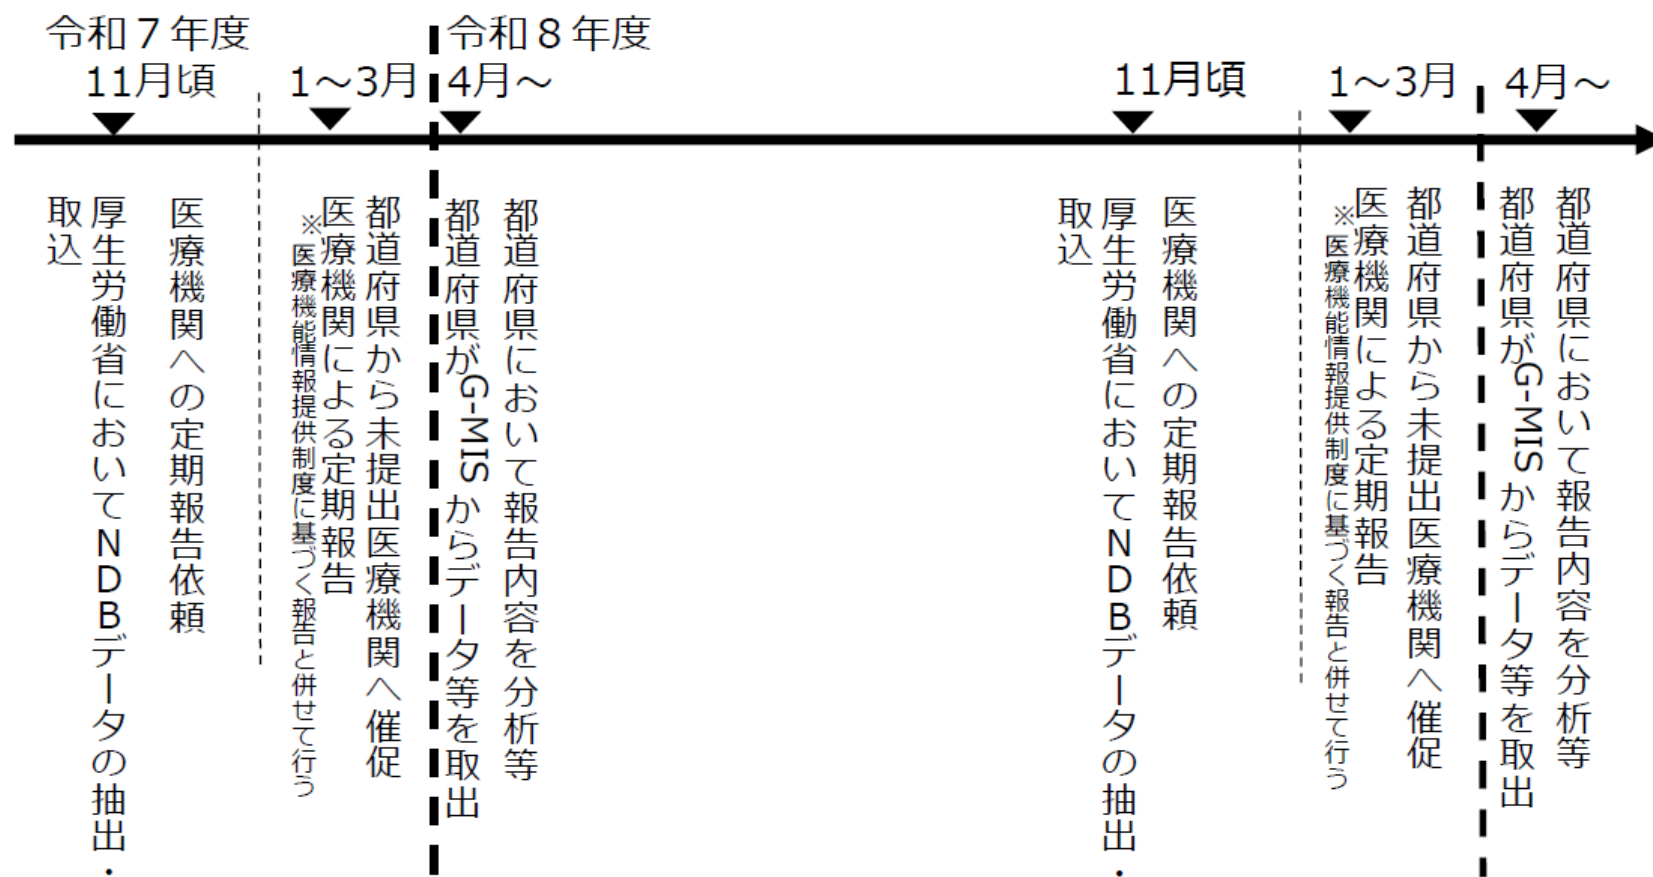 令和７年度
令和８年度
11月頃
1～3月
4月～
11月頃
1～3月
4月～
医療機関への定期報告依頼
厚生労働省においてＮＤＢデータの抽出・
取込
都道府県から未提出医療機関へ催促
医療機関による定期報告
※医療機能情報提供制度に基づく報告と併せて行う
都道府県において報告内容を分析等
都道府県がG-MISからデータ等を取出
医療機関への定期報告依頼
厚生労働省においてＮＤＢデータの抽出・
取込
都道府県から未提出医療機関へ催促
医療機関による定期報告
※医療機能情報提供制度に基づく報告と併せて行う
都道府県において報告内容を分析等
都道府県がG-MISからデータ等を取出